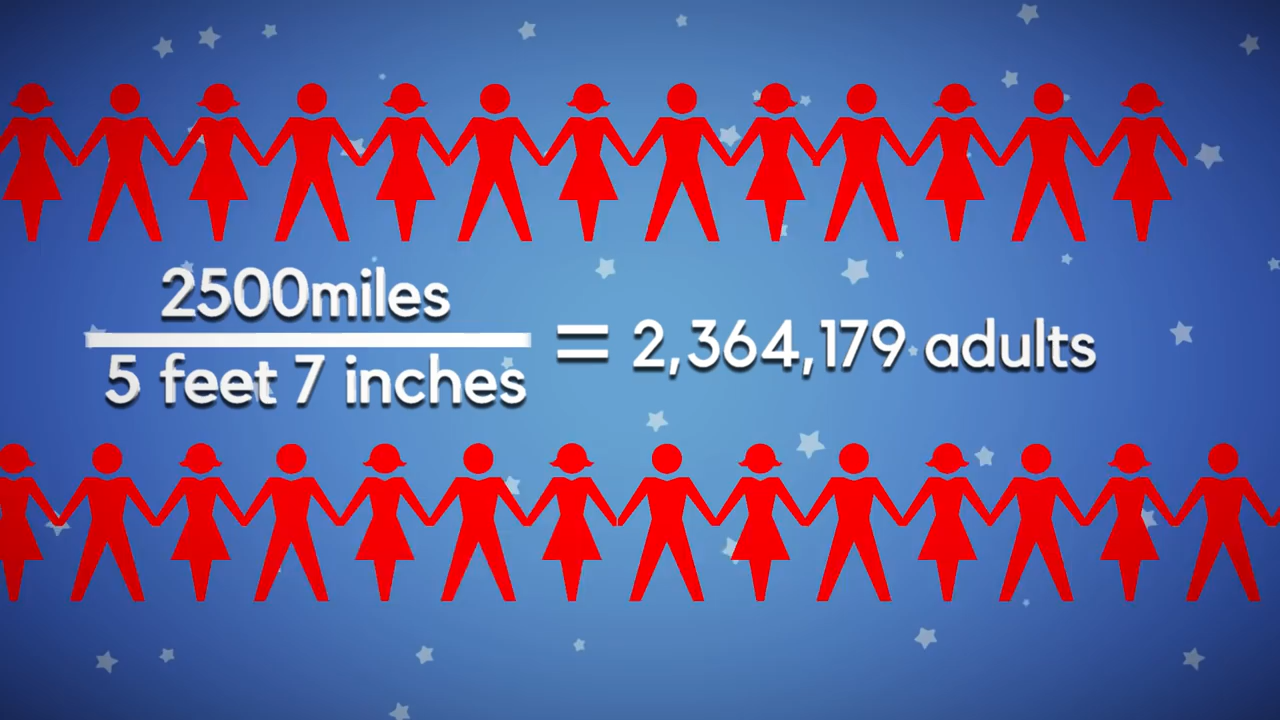 2500miles
5 feet 7 inches
= 2,364,179 adults